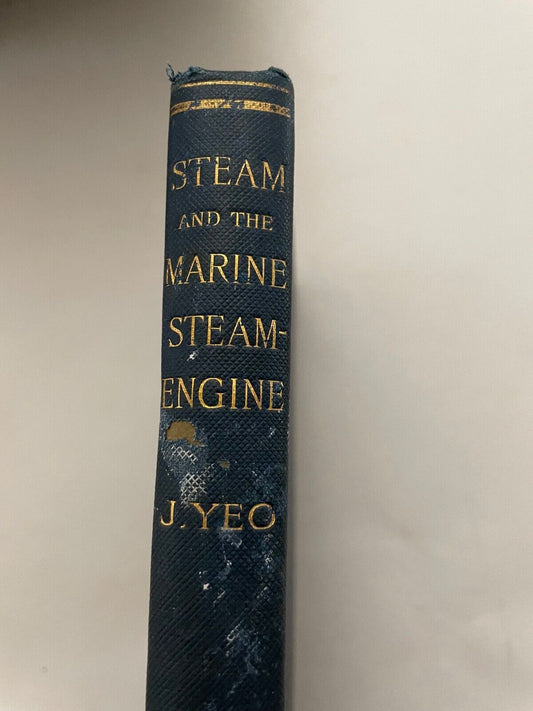 STEAM
AND THE
MARINE
STEAM-
ENGINE
J. YEO